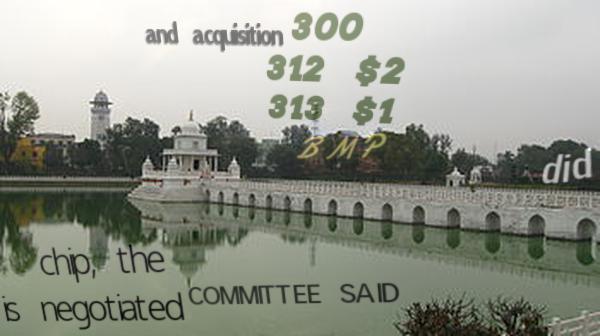 and acquisition
300
312 $2
313 $1
BMP
did
chip, the
is negotiated
COMMITTEE SAID